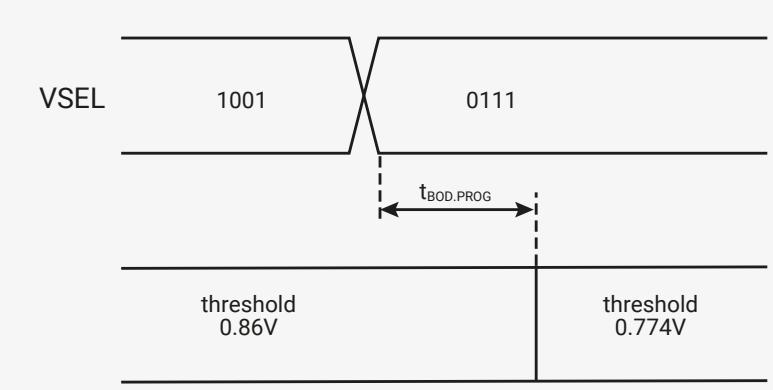 VSEL
1001
0111
tBOD.PROG
threshold
0.86V
threshold
0.774V